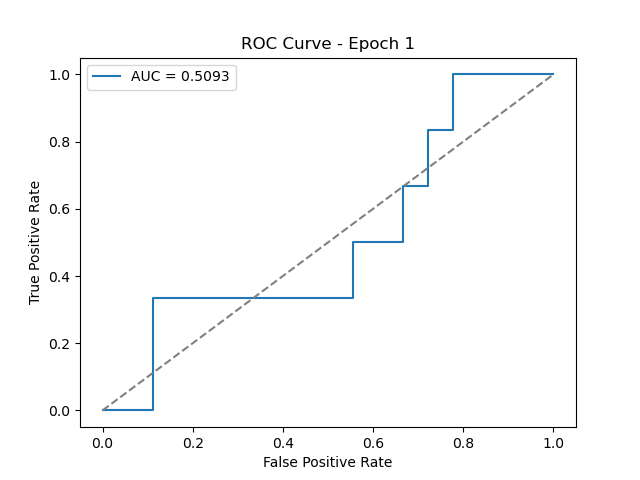 ROC Curve - Epoch 1
AUC = 0.5093
True Positive Rate
1.0
0.8
0.6
0.4
0.2
0.0
0.0 0.2 0.4 0.6 0.8 1.0
False Positive Rate